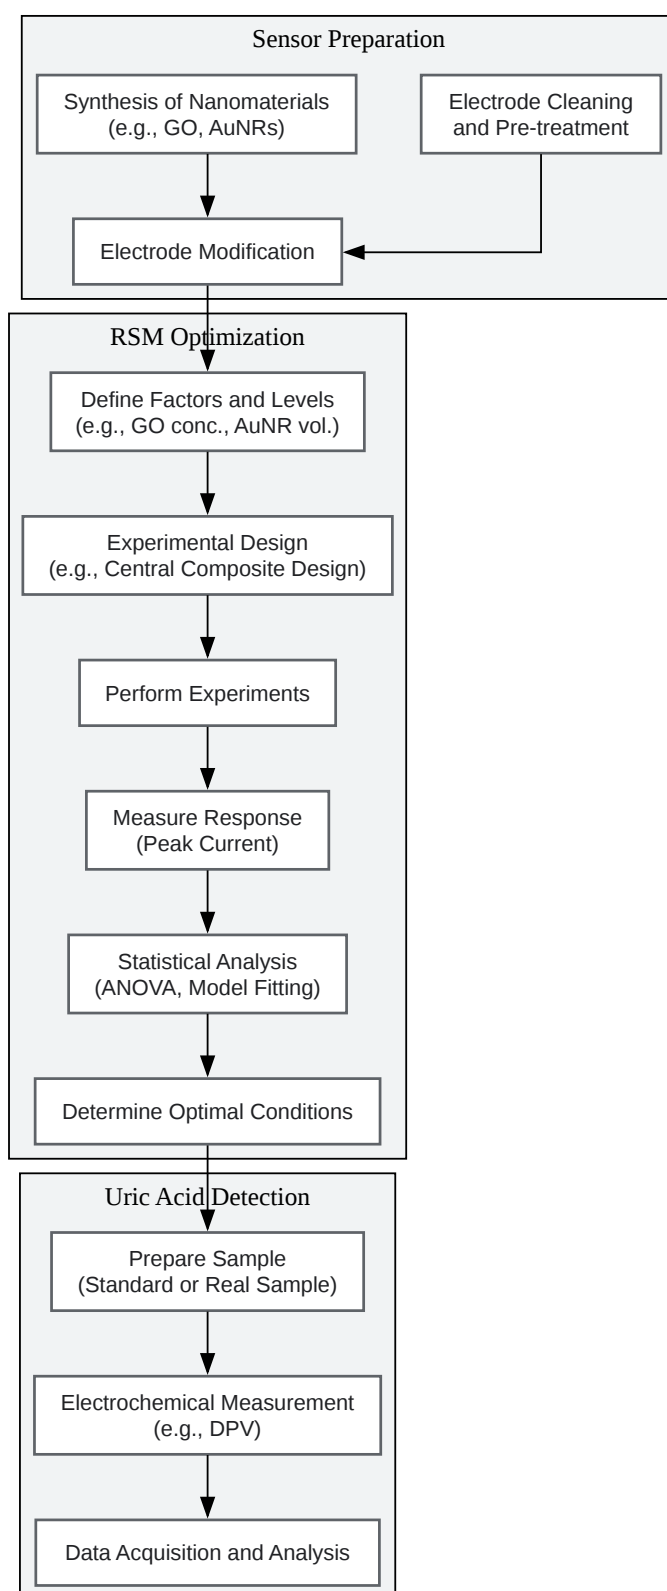 Sensor Preparation
Synthesis of Nanomaterials
(e.g., GO, AuNRs)
Electrode Cleaning
and Pre-treatment
Electrode Modification
RSM Optimization
Define Factors and Levels
(e.g., GO conc., AuNR vol.)
Experimental Design
(e.g., Central Composite Design)
Perform Experiments
Measure Response
(Peak Current)
Statistical Analysis
(ANOVA, Model Fitting)
Determine Optimal Conditions
Uric Acid Detection
Prepare Sample
(Standard or Real Sample)
Electrochemical Measurement
(e.g., DPV)
Data Acquisition and Analysis